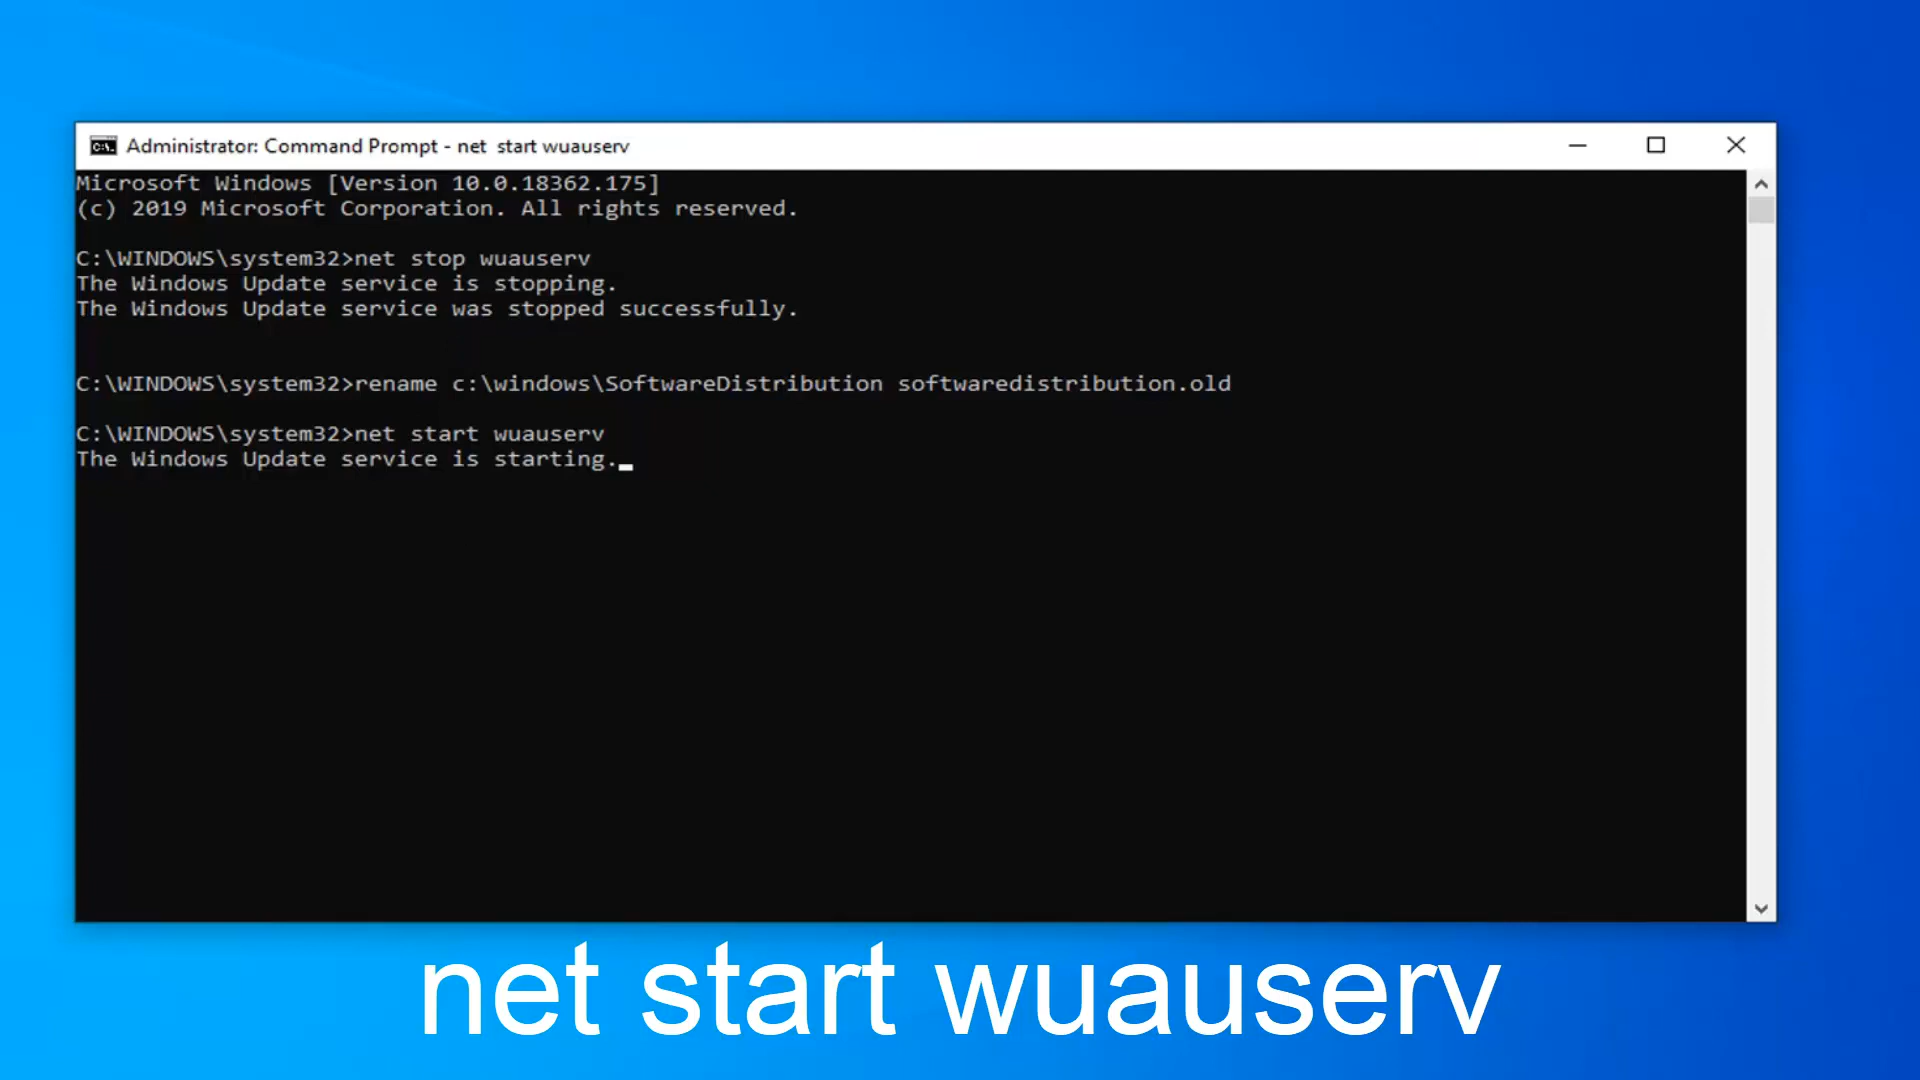 Administrator: Command Prompt - net  start wuauserv
Microsoft Windows [Version 10.0.18362.175]
(c) 2019 Microsoft Corporation. All rights reserved.
C:\WINDOWS\system32>net stop wuauserv
The Windows Update service is stopping.
The Windows Update service was stopped successfully.
C:\WINDOWS\system32>rename c:\windows\SoftwareDistribution softwaredistribution.old
C:\WINDOWS\system32>net start wuauserv
The Windows Update service is starting.
net start wuauserv